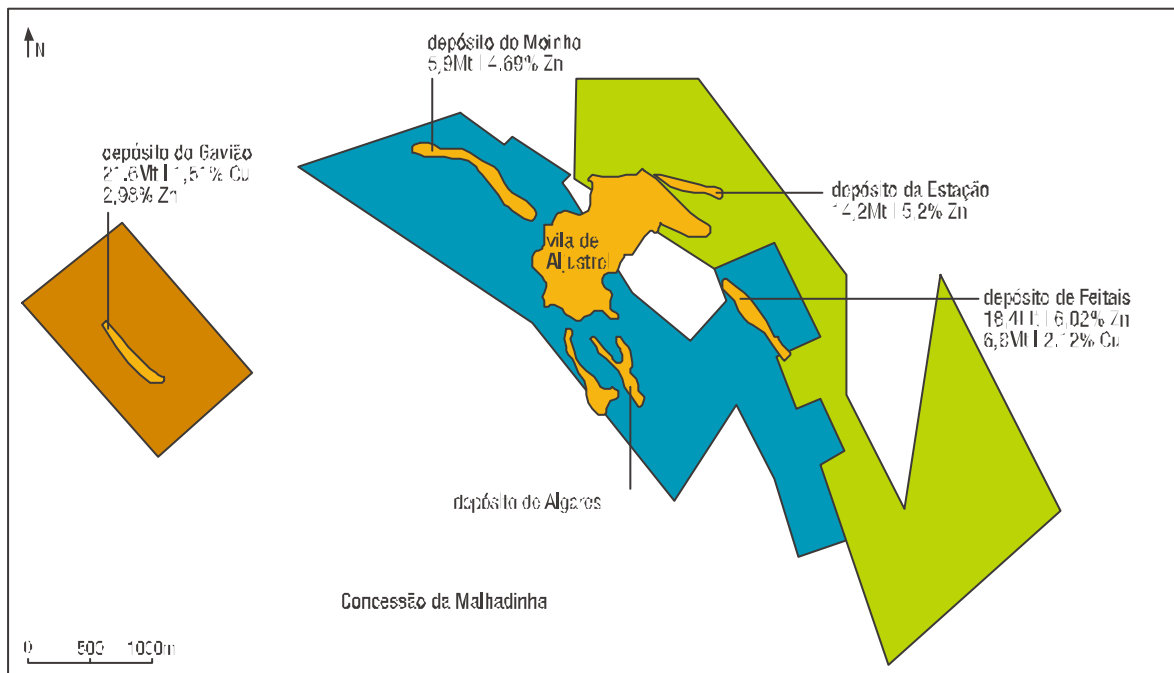 N
depósito do Moinho
5,9Mt | 4.69% Zn
depósito do Gavião
21.6Mt | 1,51% Cu
2,98% Zn
depósito da Estação
14,2Mt | 5,2% Zn
vila de
Aljustrel
depósito de Feitais
18,4Mt | 6,02% Zn
6,8Mt | 2.12% Cu
depósito de Algares
Concessão da Malhadinha
0 500 1000m